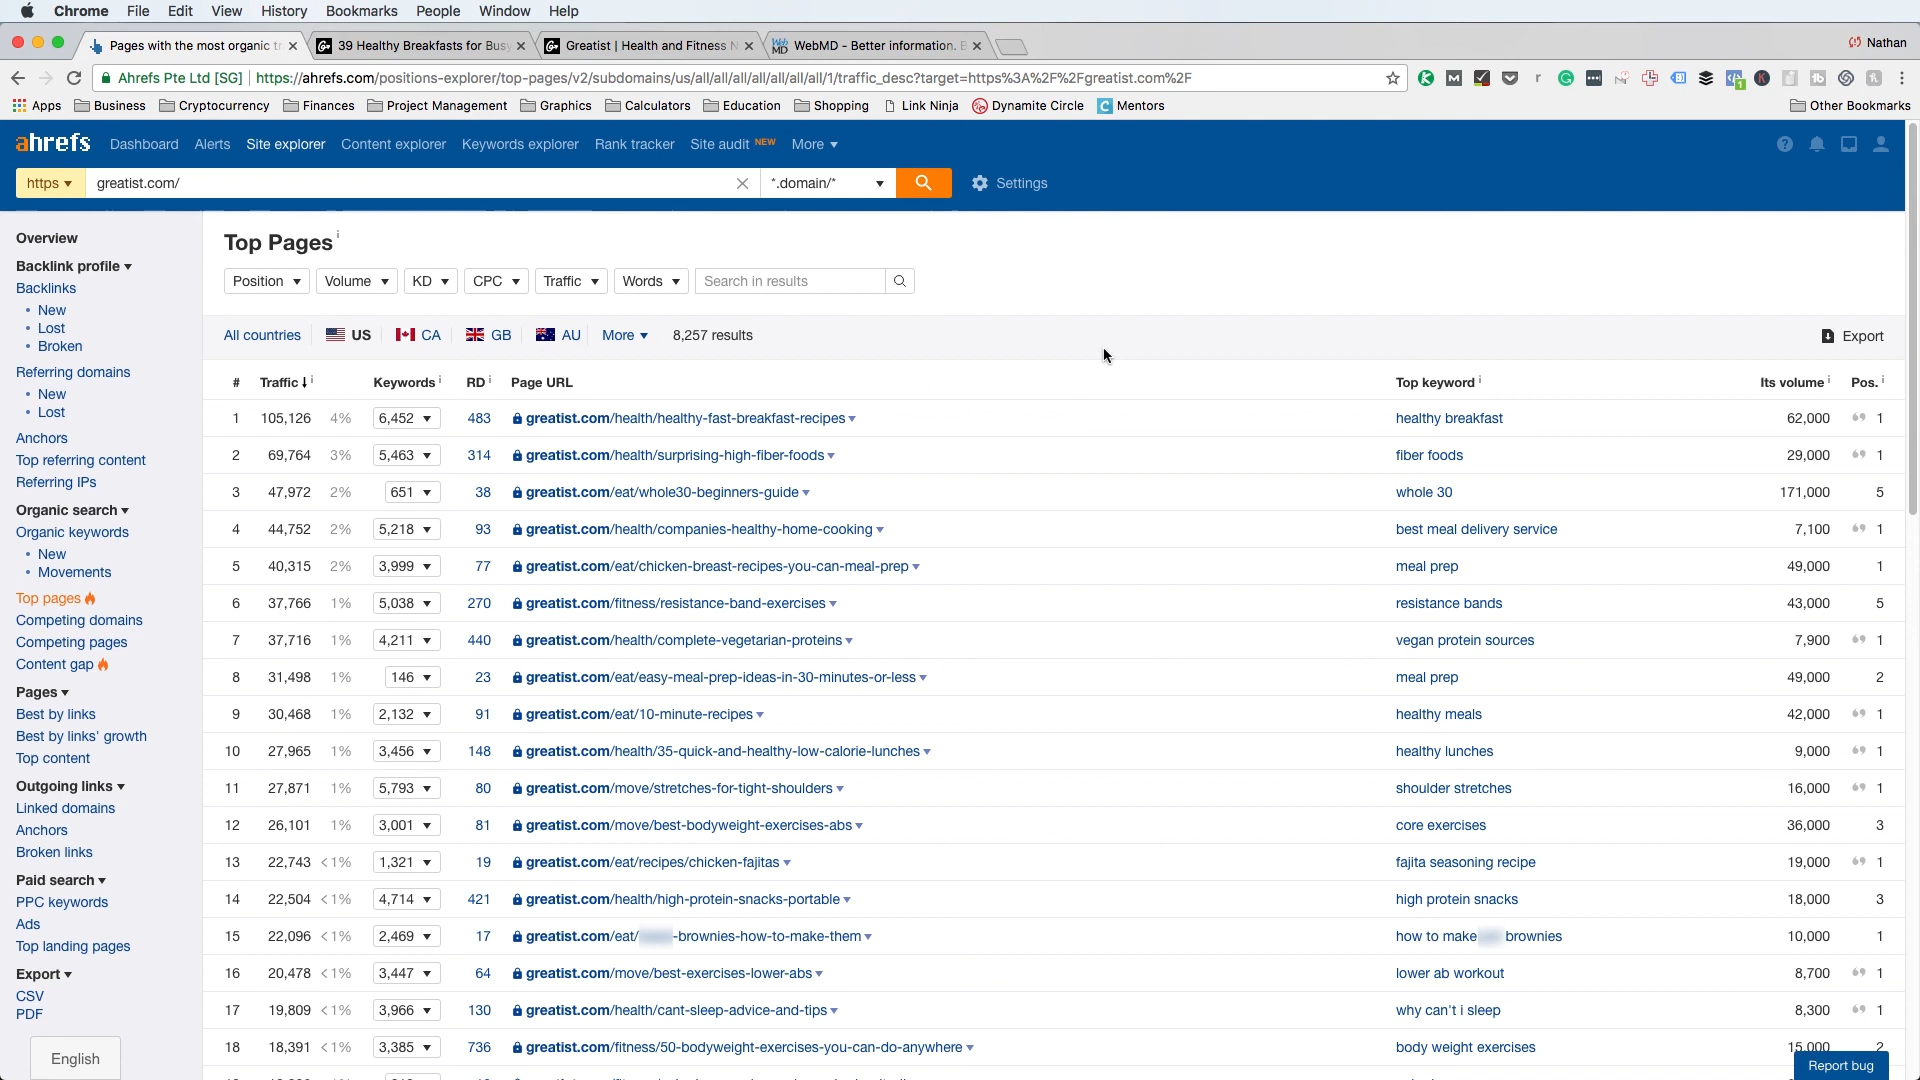 Chrome File Edit View History Bookmarks People Window Help
Pages with the most organic t 39 Healthy Breakfasts for Busy Greatist | Health and Fitness N WebMD - Better information. B Nathan
Ahrefs Pte Ltd [SG] https://ahrefs.com/positions-explorer/top-pages/v2/subdomains/us/all/all/all/all/all/all/all/1/traffic_desc?target=https%3A%2F%2Fgreatist.com%2F
Apps Business Cryptocurrency Finances Project Management Graphics Calculators Education Shopping Link Ninja Dynamite Circle Mentors Other Bookmarks
ahrefs Dashboard Alerts Site explorer Content explorer Keywords explorer Rank tracker Site audit NEW More
https greatist.com/ *.domain/* Settings
Overview
Backlink profile
Backlinks
New
Lost
Broken
Referring domains
New
Lost
Anchors
Top referring content
Referring IPs
Organic search
Organic keywords
New
Movements
Top pages
Competing domains
Competing pages
Content gap
Pages
Best by links
Best by links' growth
Top content
Outgoing links
Linked domains
Anchors
Broken links
Paid search
PPC keywords
Ads
Top landing pages
Export
CSV
PDF
English
Top Pages i
Position Volume KD CPC Traffic Words Search in results
All countries US CA GB AU More 8,257 results Export
# Traffic i Keywords i RD i Page URL Top keyword i Its volume i Pos. i
1 105,126 4% 6,452 483 greatist.com/health/healthy-fast-breakfast-recipes healthy breakfast 62,000 1
2 69,764 3% 5,463 314 greatist.com/health/surprising-high-fiber-foods fiber foods 29,000 1
3 47,972 2% 651 38 greatist.com/eat/whole30-beginners-guide whole 30 171,000 5
4 44,752 2% 5,218 93 greatist.com/health/companies-healthy-home-cooking best meal delivery service 7,100 1
5 40,315 2% 3,999 77 greatist.com/eat/chicken-breast-recipes-you-can-meal-prep meal prep 49,000 1
6 37,766 1% 5,038 270 greatist.com/fitness/resistance-band-exercises resistance bands 43,000 5
7 37,716 1% 4,211 440 greatist.com/health/complete-vegetarian-proteins vegan protein sources 7,900 1
8 31,498 1% 146 23 greatist.com/eat/easy-meal-prep-ideas-in-30-minutes-or-less meal prep 49,000 2
9 30,468 1% 2,132 91 greatist.com/eat/10-minute-recipes healthy meals 42,000 1
10 27,965 1% 3,456 148 greatist.com/health/35-quick-and-healthy-low-calorie-lunches healthy lunches 9,000 1
11 27,871 1% 5,793 80 greatist.com/move/stretches-for-tight-shoulders shoulder stretches 16,000 1
12 26,101 1% 3,001 81 greatist.com/move/best-bodyweight-exercises-abs core exercises 36,000 3
13 22,743 <1% 1,321 19 greatist.com/eat/recipes/chicken-fajitas fajita seasoning recipe 19,000 1
14 22,504 <1% 4,714 421 greatist.com/health/high-protein-snacks-portable high protein snacks 18,000 3
15 22,096 <1% 2,469 17 greatist.com/eat/ -brownies-how-to-make-them how to make brownies 10,000 1
16 20,478 <1% 3,447 64 greatist.com/move/best-exercises-lower-abs lower ab workout 8,700 1
17 19,809 <1% 3,966 130 greatist.com/health/cant-sleep-advice-and-tips why can't i sleep 8,300 1
18 18,391 <1% 3,385 736 greatist.com/fitness/50-bodyweight-exercises-you-can-do-anywhere body weight exercises 15,000 2
Report bug